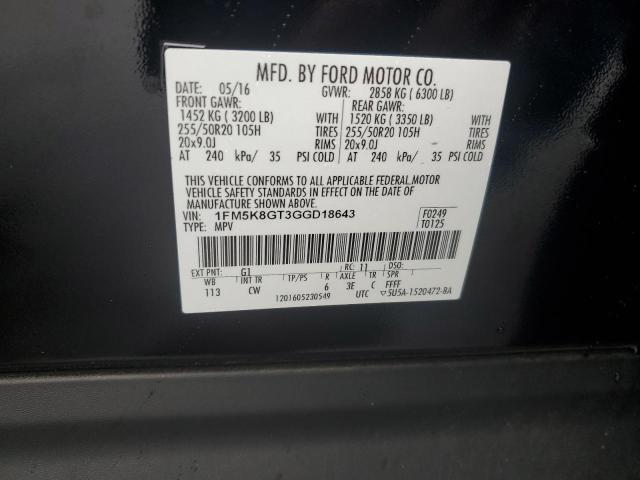 MFD. BY FORD MOTOR CO.
DATE: 05/16 GVWR: 2858 KG ( 6300 LB)
FRONT GAWR: REAR GAWR:
1452 KG ( 3200 LB) WITH 1520 KG ( 3350 LB) WITH
255/50R20 105H TIRES 255/50R20 105H TIRES
20x9.0J RIMS 20x9.0J RIMS
AT 240 kPa/ 35 PSI COLD AT 240 kPa/ 35 PSI COLD
THIS VEHICLE CONFORMS TO ALL APPLICABLE FEDERAL MOTOR
VEHICLE SAFETY STANDARDS IN EFFECT ON THE DATE OF
MANUFACTURE SHOWN ABOVE.
VIN: 1FM5K8GT3GGD18643 F0249
TYPE: MPV T0125
EXT PNT: G1 RC: 11 DSO:
WB INT TR TP/PS R AXLE TR S
113 CW 6 3E C FFFF
1201605230549 UTC ▽5U5A-1520472-BA